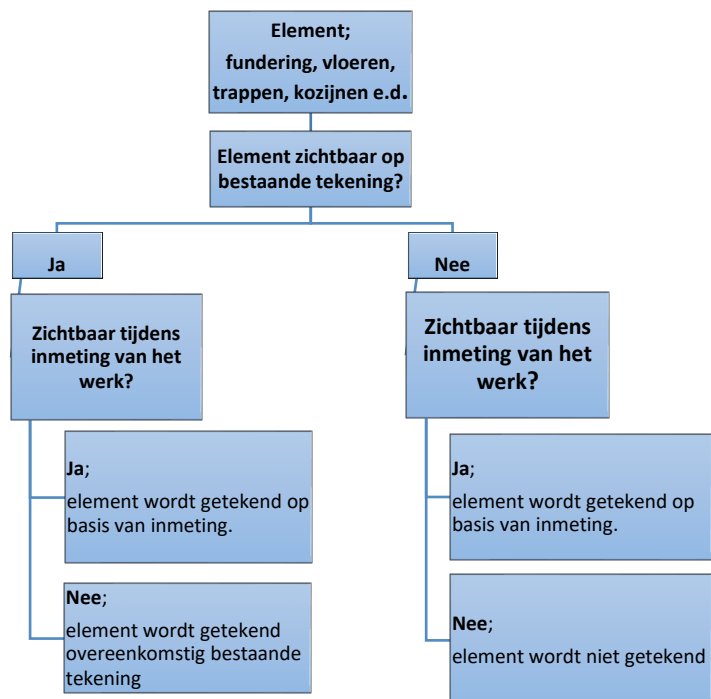 Element;
fundering, vloeren,
trappen, kozijnen e.d.
Element zichtbaar op
bestaande tekening?
Ja
Nee
Zichtbaar tijdens
inmeting van het
werk?
Zichtbaar tijdens
inmeting van het
werk?
Ja;
element wordt getekend op
basis van inmeting.
Nee;
element wordt getekend
overeenkomstig bestaande
tekening
Ja;
element wordt getekend op
basis van inmeting.
Nee;
element wordt niet getekend